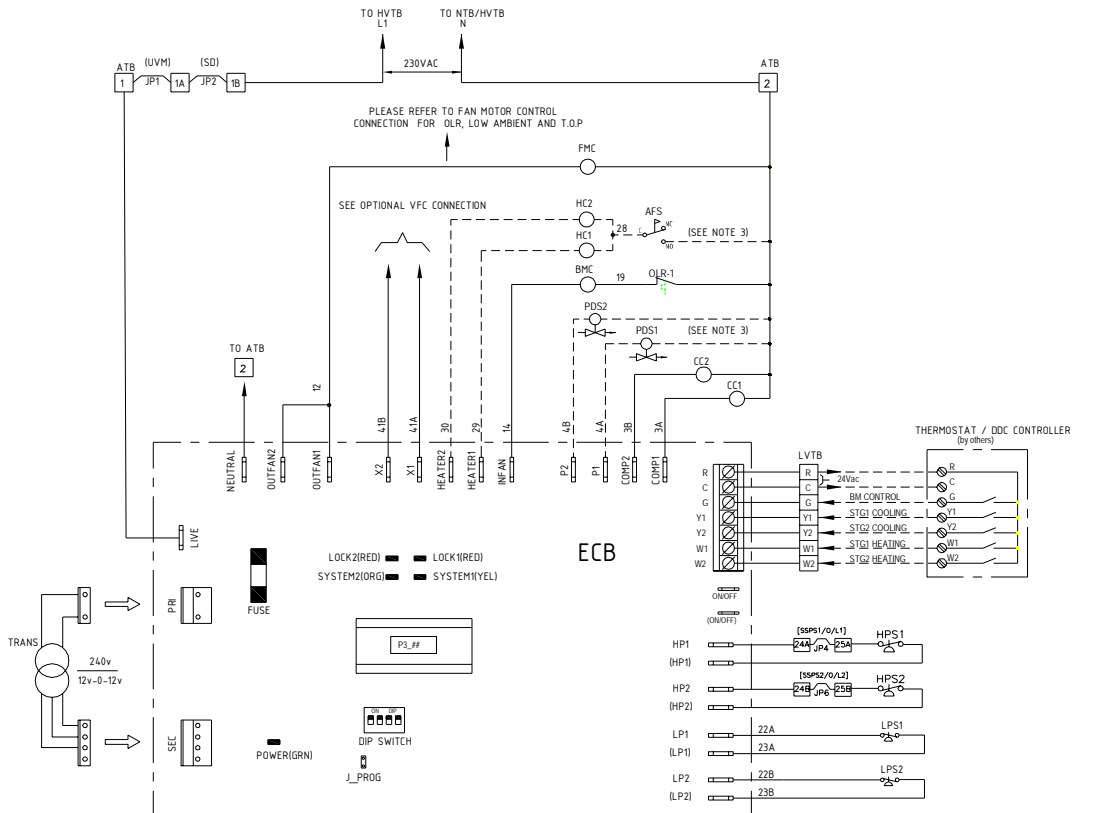 TO HVTB
L1
TO NTB/HVTB
N
230VAC
ATB
1
(UVM)
JP1
1A
(SD)
JP2
1B
ATB
2
PLEASE REFER TO FAN MOTOR CONTROL
CONNECTION FOR OLR, LOW AMBIENT AND T.O.P
FMC
SEE OPTIONAL VFC CONNECTION
HC2
HC1
28
AFS
C
NC
NO
(SEE NOTE 3)
BMC
19
OLR-1
PDS2
PDS1
(SEE NOTE 3)
CC2
CC1
TO ATB
2
12
41B
41A
30
29
14
4B
4A
3B
3A
NEUTRAL
OUTFAN2
OUTFAN1
X2
X1
HEATER2
HEATER1
INFAN
P2
P1
COMP2
COMP1
THERMOSTAT / DDC CONTROLLER
(by others)
LVTB
R
R
24Vac
R
C
C
C
G
G
BM CONTROL
G
Y1
Y1
STG1 COOLING
Y1
Y2
Y2
STG2 COOLING
Y2
W1
W1
STG1 HEATING
W1
W2
W2
STG2 HEATING
W2
LIVE
ECB
LOCK2(RED)
LOCK1(RED)
SYSTEM2(ORG)
SYSTEM1(YEL)
FUSE
PRI
TRANS
240v
12v-0-12v
P3_##
ON/OFF
(ON/OFF)
HP1
[SSPS1/O/L1]
24A
JP4
25A
HPS1
(HP1)
HP2
[SSPS2/O/L2]
24B
JP6
25B
HPS2
(HP2)
ON DIP
DIP SWITCH
SEC
POWER(GRN)
J_PROG
LP1
22A
LPS1
(LP1)
23A
LP2
22B
LPS2
(LP2)
23B